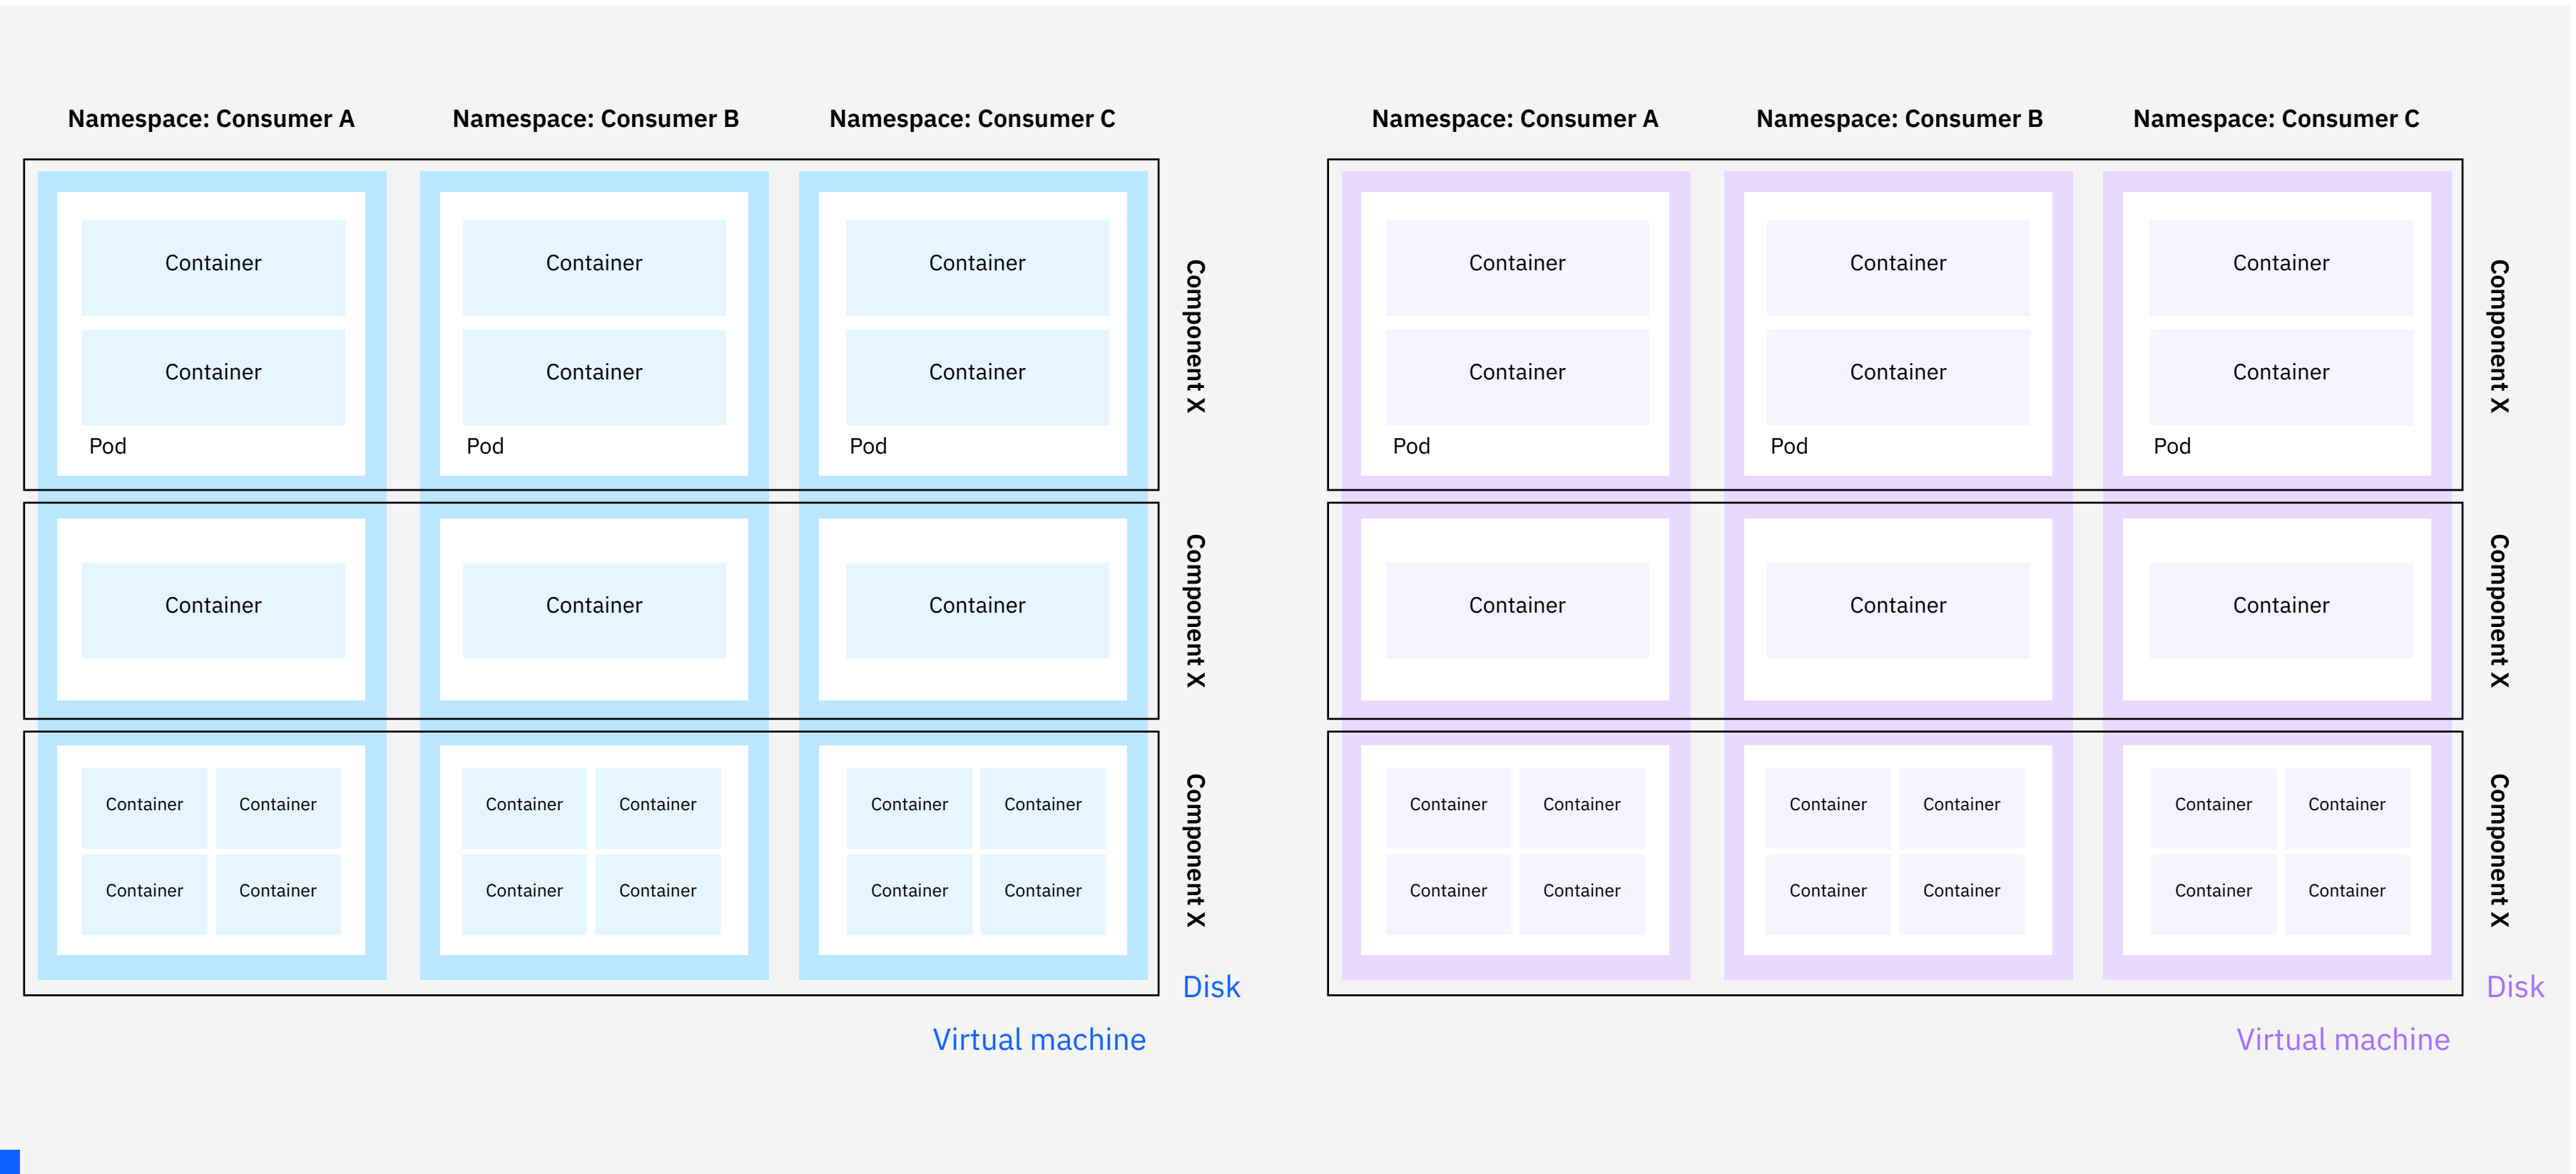 Namespace: Consumer A
Namespace: Consumer B
Namespace: Consumer C
Container
Container
Container
Container
Container
Container
Pod
Pod
Pod
Component X
Container
Container
Container
Component X
Container
Container
Container
Container
Container
Container
Container
Container
Container
Container
Container
Container
Component X
Disk
Virtual machine
Namespace: Consumer A
Namespace: Consumer B
Namespace: Consumer C
Container
Container
Container
Container
Container
Container
Pod
Pod
Pod
Component X
Container
Container
Container
Component X
Container
Container
Container
Container
Container
Container
Container
Container
Container
Container
Container
Container
Component X
Disk
Virtual machine